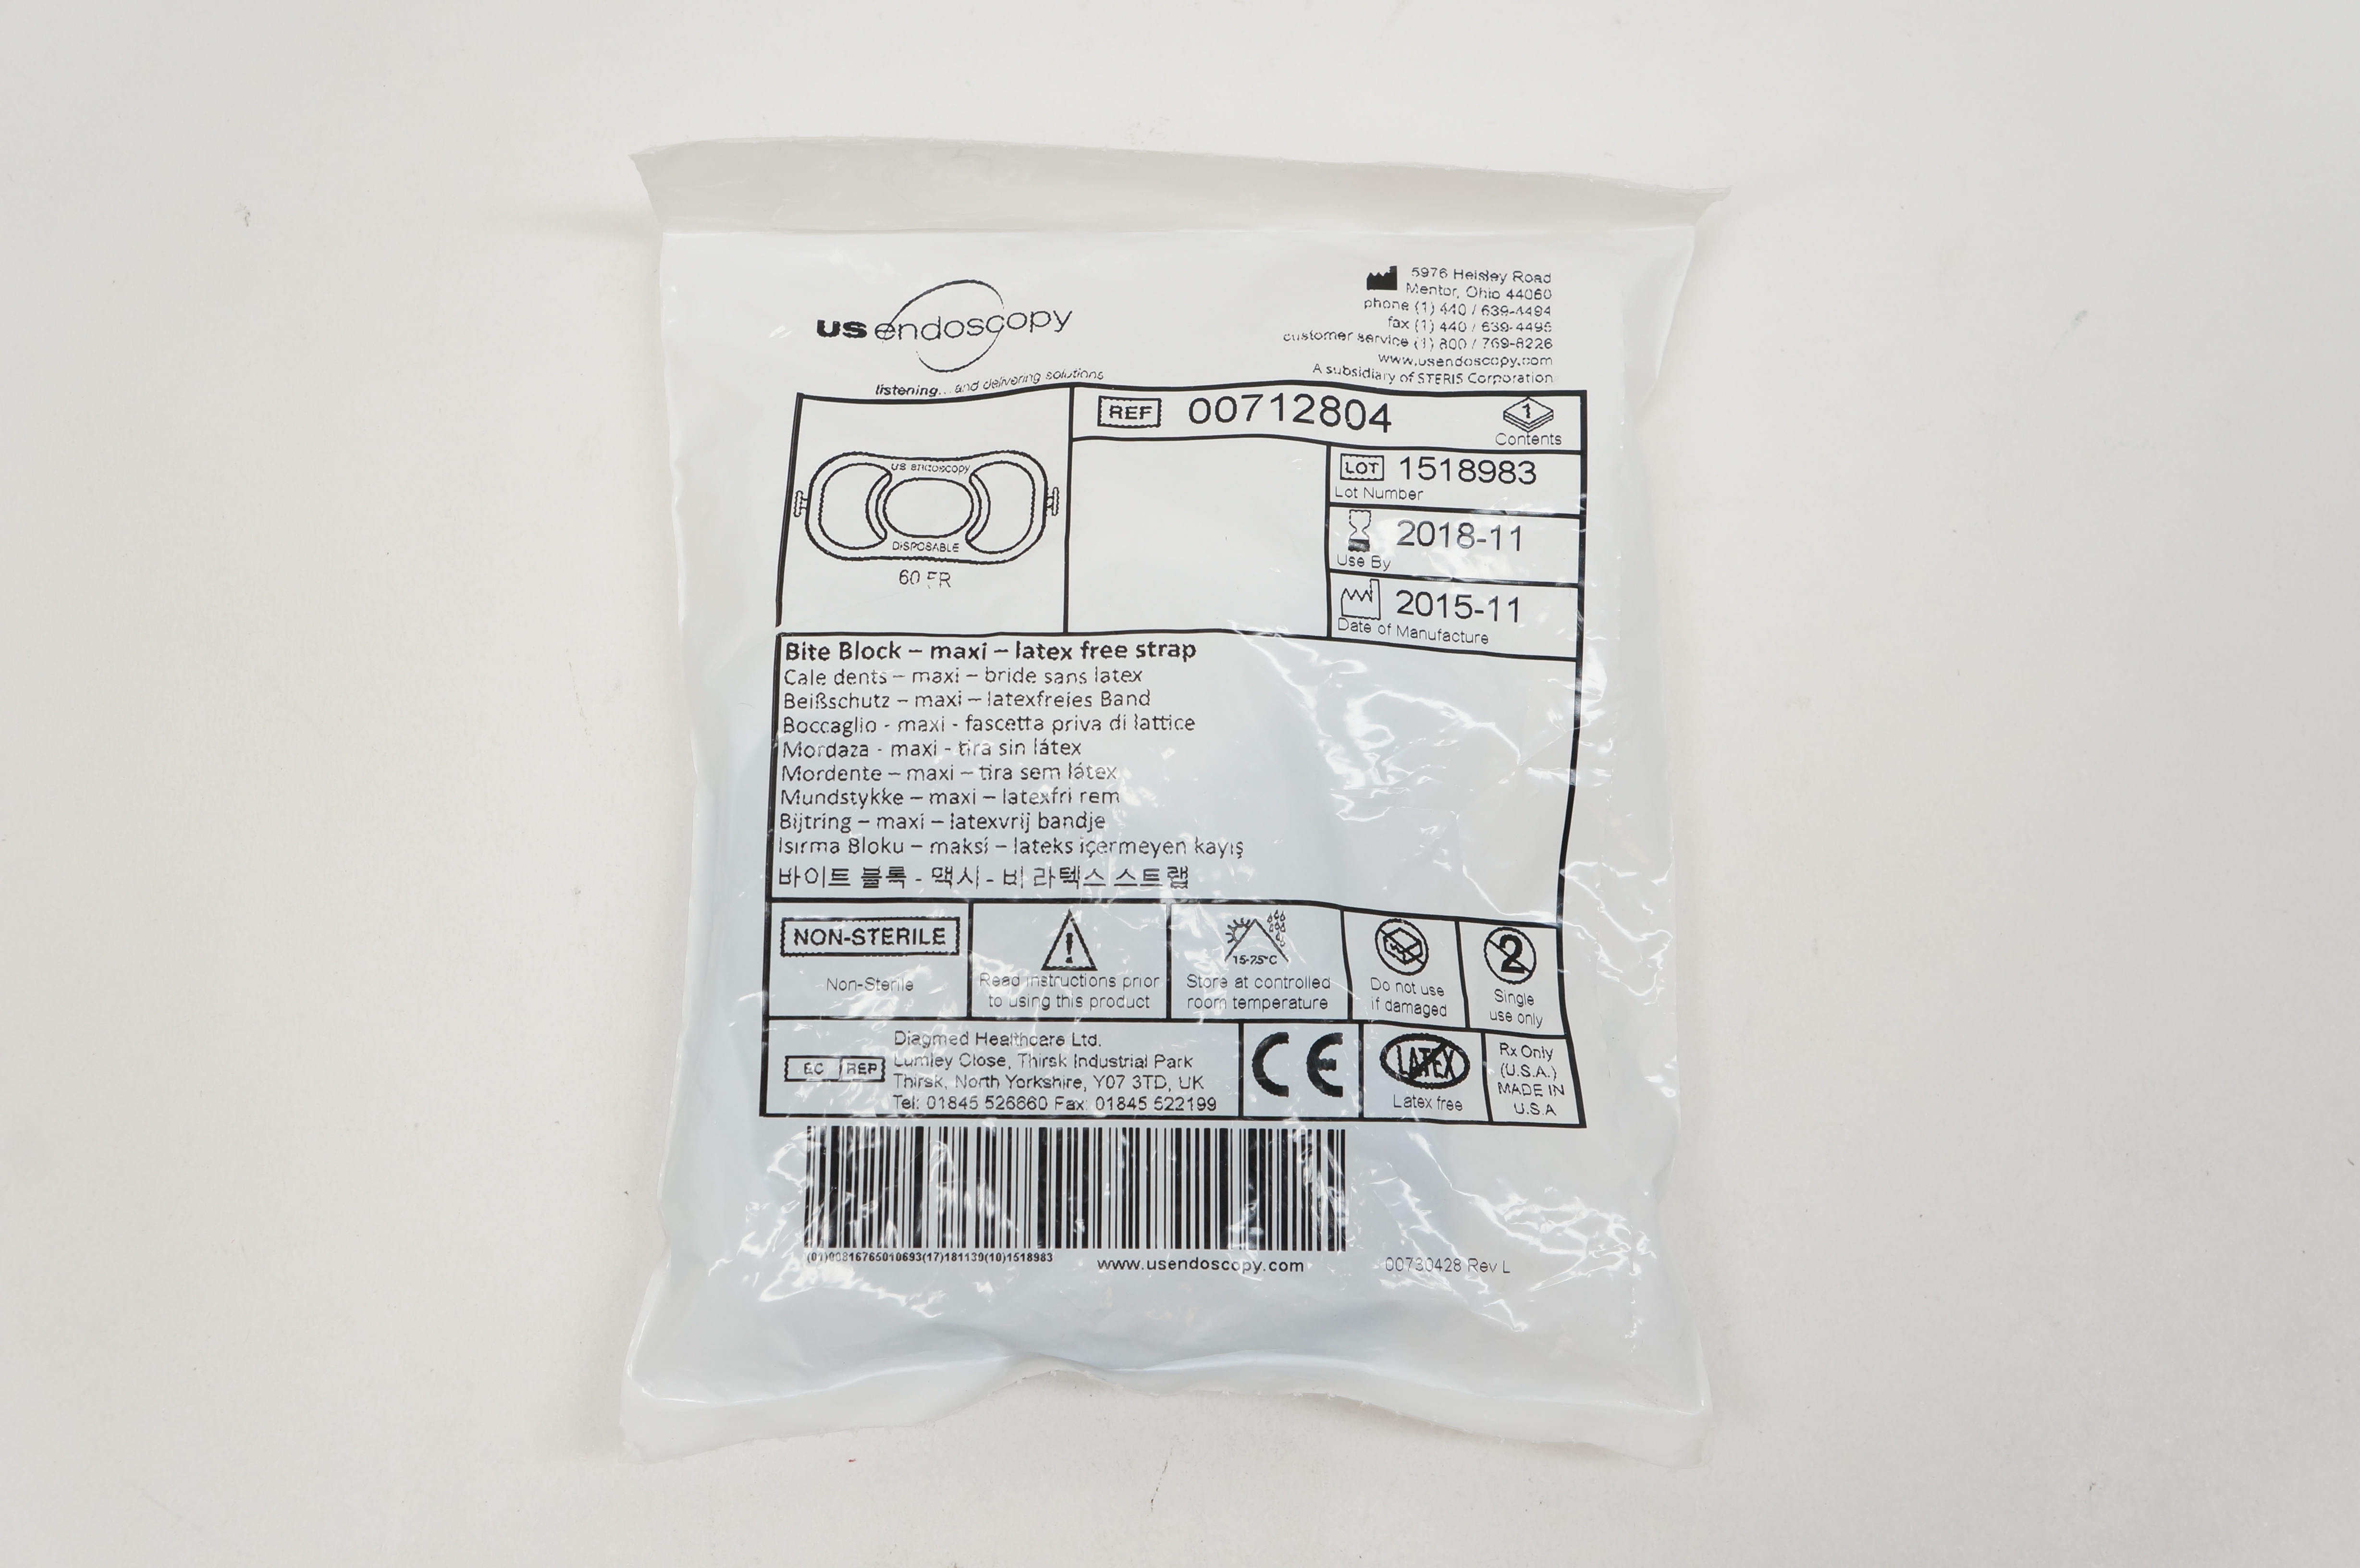 us endoscopy
listening...and delivering solutions
5976 Heisley Road
Mentor, Ohio 44060
phone (1) 440 / 639-4494
fax (1) 440 / 639-4495
customer service (1) 800 / 769-8226
www.usendoscopy.com
A subsidiary of STERIS Corporation
US ENDOSCOPY
DISPOSABLE
60 FR
REF 00712804
1
Contents
LOT 1518983
Lot Number
2018-11
Use By
2015-11
Date of Manufacture
Bite Block – maxi – latex free strap
Cale dents – maxi – bride sans latex
Beißschutz – maxi – latexfreies Band
Boccaglio - maxi - fascetta priva di lattice
Mordaza - maxi - tira sin látex
Mordente – maxi – tira sem látex
Mundstykke – maxi – latexfri rem
Bijtring – maxi – latexvrij bandje
Isırma Bloku – maksi – lateks içermeyen kayış
바이트 블록 - 맥시 - 비 라텍스 스트랩
NON-STERILE
Non-Sterile
!
Read instructions prior
to using this product
15-25°C
Store at controlled
room temperature
Do not use
if damaged
2
Single
use only
EC REP
Diagmed Healthcare Ltd.
Lumley Close, Thirsk Industrial Park
Thirsk, North Yorkshire, Y07 3TD, UK
Tel: 01845 526660 Fax: 01845 522199
CE
LATEX
Latex free
Rx Only
(U.S.A.)
MADE IN
U.S.A
(01)00816765010693(17)181130(10)1518983
www.usendoscopy.com
00730428 Rev L